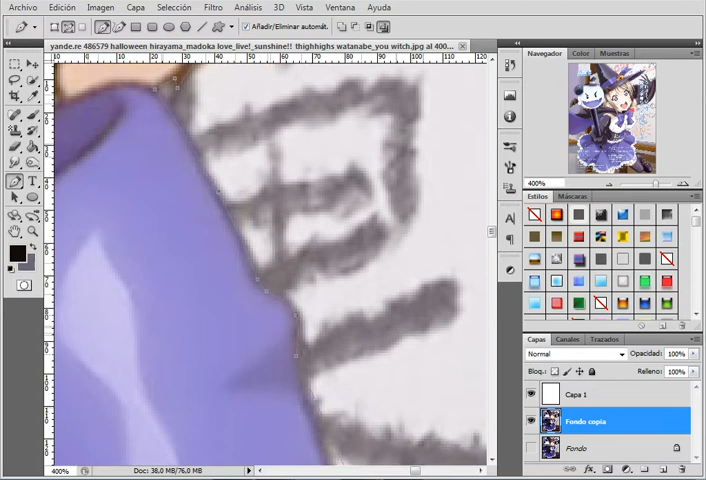 Archivo Edición Imagen Capa Selección Filtro Análisis 3D Vista Ventana Ayuda
Añadir/Eliminar automát.
yande.re 486579 halloween hirayama_madoka love_live!_sunshine!! thighhighs watanabe_you witch.jpg al 400
Navegador Color Muestras
400%
Estilos Máscaras
Capas Canales Trazados
Normal Opacidad: 100%
Bloq.: Relleno: 100%
Capa 1
Fondo copia
Fondo
400% Doc: 38,0 MB/76,0 MB